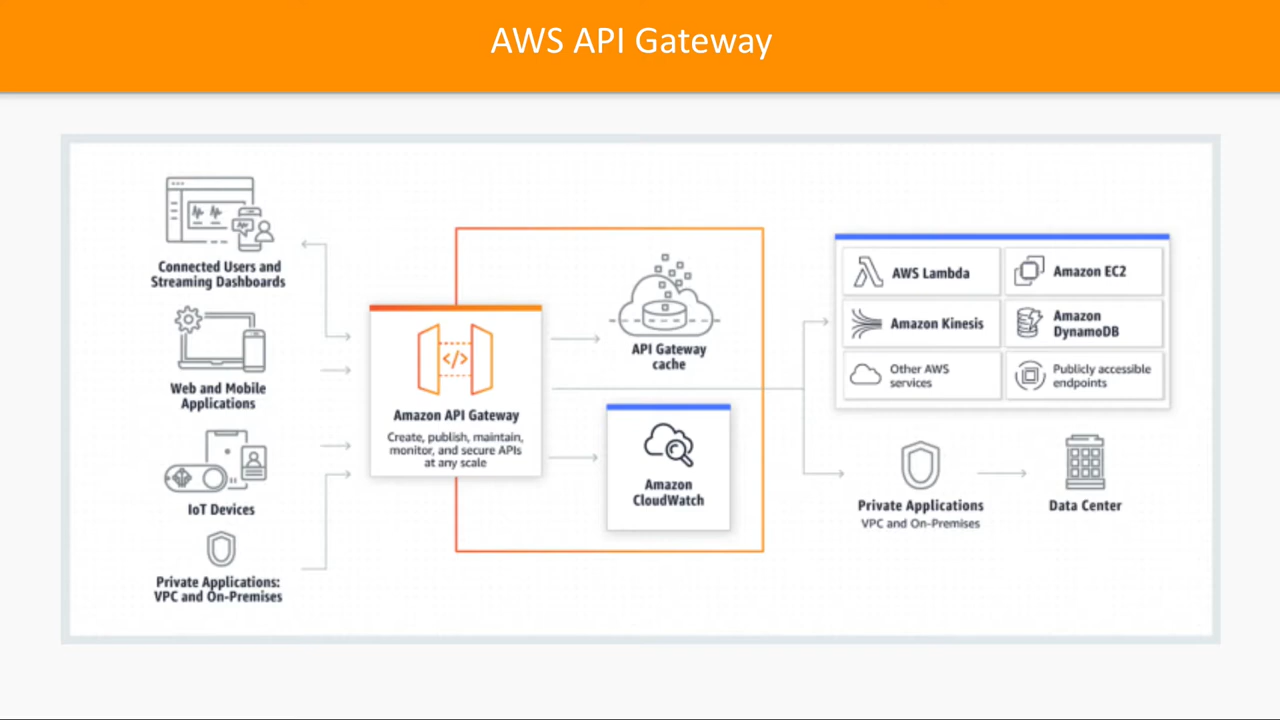 AWS API Gateway
Connected Users and
Streaming Dashboards
Web and Mobile
Applications
IoT Devices
Private Applications:
VPC and On-Premises
</>
Amazon API Gateway
Create, publish, maintain,
monitor, and secure APIs
at any scale
API Gateway
cache
Amazon
CloudWatch
AWS Lambda
Amazon EC2
Amazon Kinesis
Amazon
DynamoDB
Other AWS
services
Publicly accessible
endpoints
Private Applications
VPC and On-Premises
Data Center